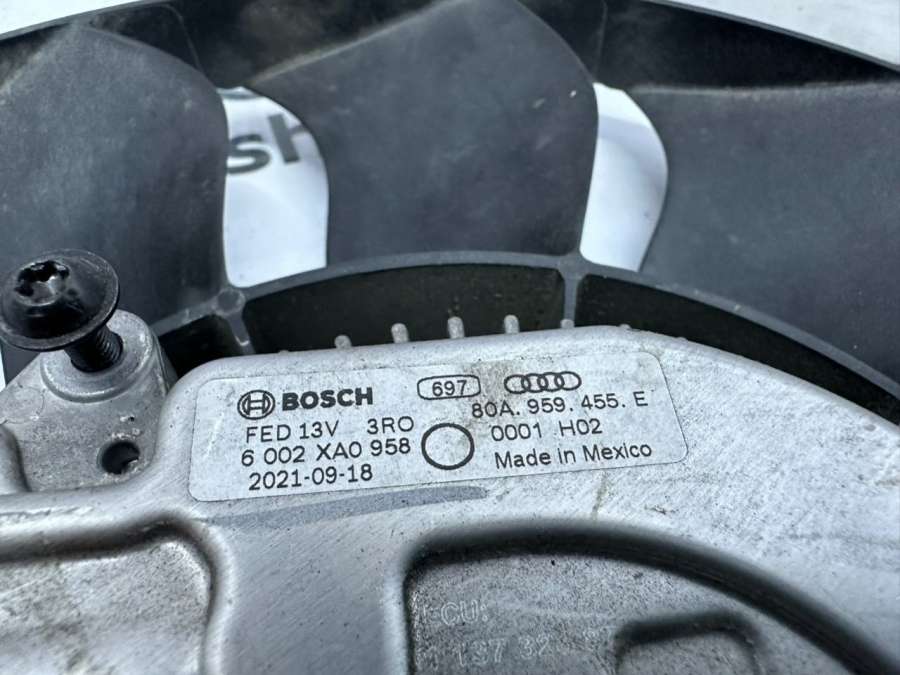 sh
BOSCH 697
80A. 959. 455. E
FED 13V 3RO
0001 H02
6 002 XA0 958
Made in Mexico
2021-09-18